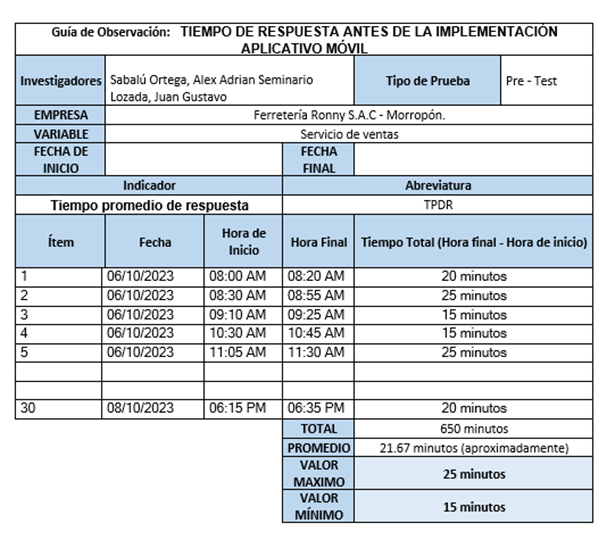 Guía de Observación: TIEMPO DE RESPUESTA ANTES DE LA IMPLEMENTACIÓN
APLICATIVO MÓVIL
Investigadores Sabalú Ortega, Alex Adrian Seminario
Lozada, Juan Gustavo
Tipo de Prueba Pre - Test
EMPRESA Ferretería Ronny S.A.C - Morropón.
VARIABLE Servicio de ventas
FECHA DE
INICIO
FECHA
FINAL
Indicador Abreviatura
Tiempo promedio de respuesta TPDR
Ítem Fecha Hora de
Inicio Hora Final Tiempo Total (Hora final - Hora de inicio)
1 06/10/2023 08:00 AM 08:20 AM 20 minutos
2 06/10/2023 08:30 AM 08:55 AM 25 minutos
3 06/10/2023 09:10 AM 09:25 AM 15 minutos
4 06/10/2023 10:30 AM 10:45 AM 15 minutos
5 06/10/2023 11:05 AM 11:30 AM 25 minutos
30 08/10/2023 06:15 PM 06:35 PM 20 minutos
TOTAL 650 minutos
PROMEDIO 21.67 minutos (aproximadamente)
VALOR
MAXIMO 25 minutos
VALOR
MÍNIMO 15 minutos